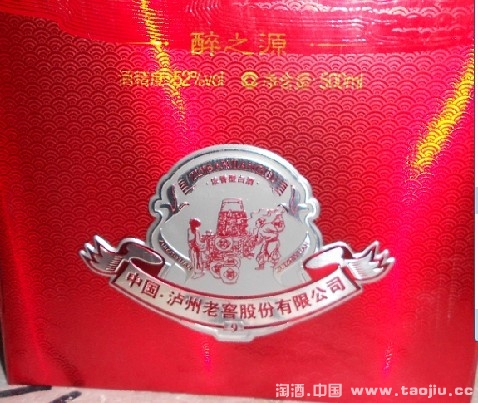 醉之源
酒精度:52%vol 净含量:500ml
中国·泸州老窖股份有限公司
9
淘酒.中国 www.taojiu.cc